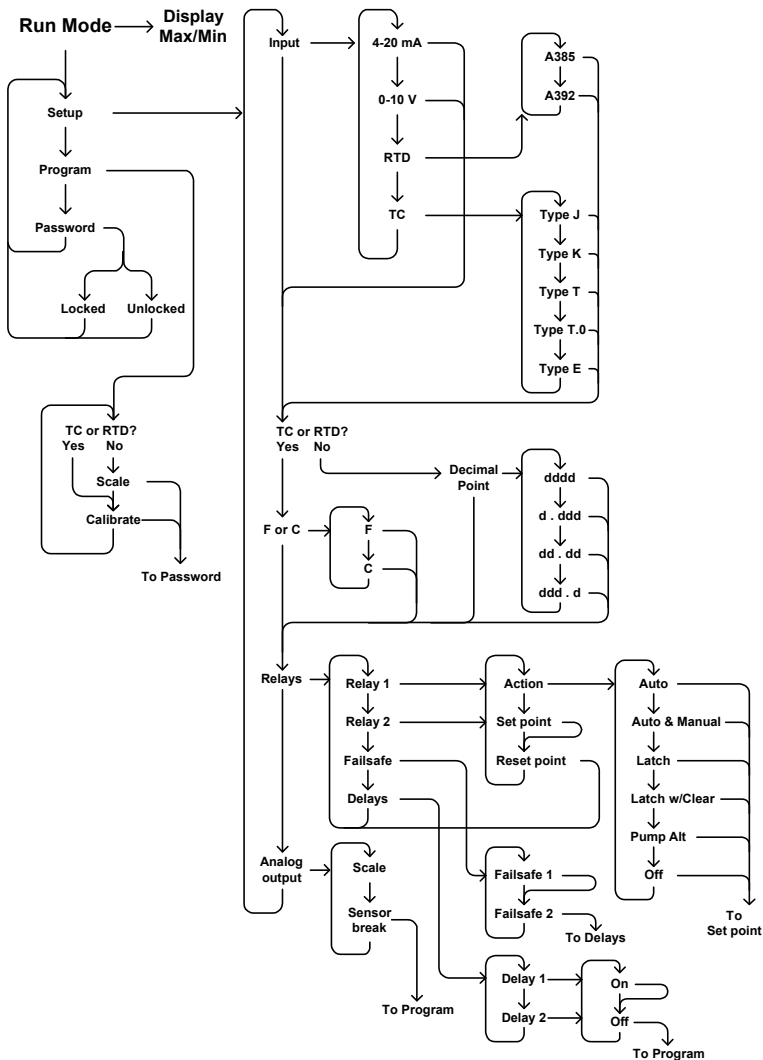 Run Mode
Display
Max/Min
Setup
Program
Password
Locked
Unlocked
TC or RTD?
Yes
No
Scale
Calibrate
To Password
Input
4-20 mA
0-10 V
RTD
TC
A385
A392
Type J
Type K
Type T
Type T.0
Type E
TC or RTD?
Yes
No
Decimal
Point
dddd
d . ddd
dd . dd
ddd . d
F or C
F
C
Relays
Relay 1
Relay 2
Failsafe
Delays
Action
Set point
Reset point
Auto
Auto & Manual
Latch
Latch w/Clear
Pump Alt
Off
To
Set point
Analog
output
Scale
Sensor
break
To Program
Failsafe 1
Failsafe 2
To Delays
Delay 1
Delay 2
On
Off
To Program